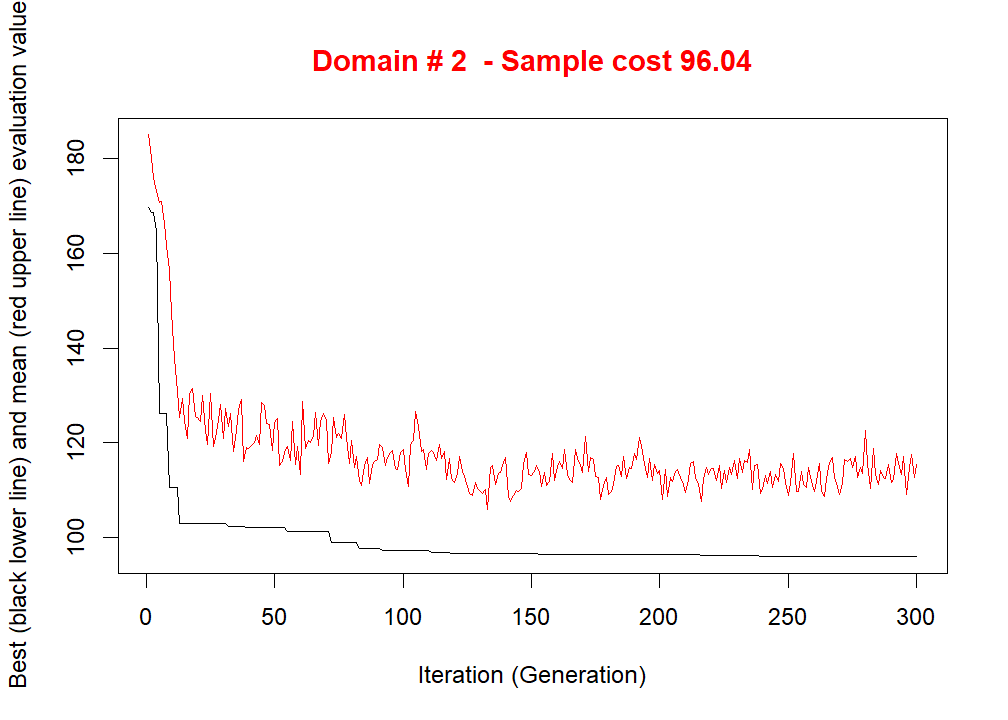 Domain # 2  - Sample cost 96.04
Best (black lower line) and mean (red upper line) evaluation value
180
160
140
120
100
0 50 100 150 200 250 300
Iteration (Generation)